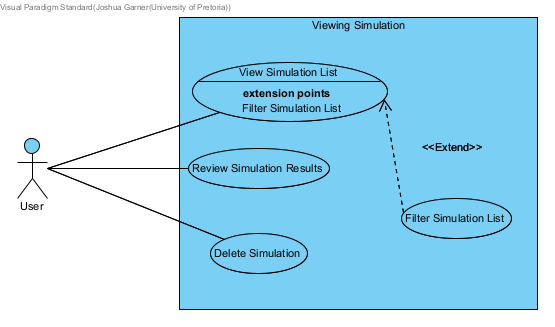 Visual Paradigm Standard(Joshua Garner(University of Pretoria))
Viewing Simulation
View Simulation List
extension points
Filter Simulation List
<<Extend>>
User
Review Simulation Results
Filter Simulation List
Delete Simulation